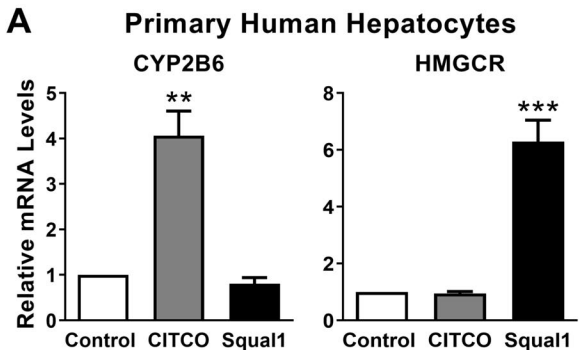 A Primary Human Hepatocytes
CYP2B6 HMGCR
Relative mRNA Levels
5
4
3
2
1
0
**
Control CITCO Squal1
8
6
4
2
0
***
Control CITCO Squal1